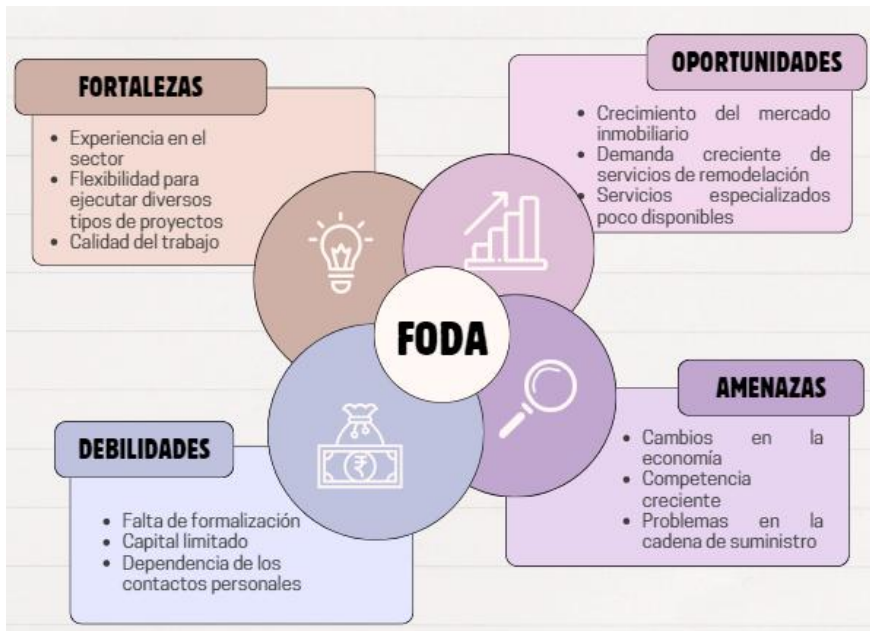 FORTALEZAS
• Experiencia en el
sector
• Flexibilidad para
ejecutar diversos
tipos de proyectos
• Calidad del trabajo
OPORTUNIDADES
• Crecimiento del mercado
inmobiliario
• Demanda creciente de
servicios de remodelación
• Servicios especializados
poco disponibles
FODA
DEBILIDADES
• Falta de formalización
• Capital limitado
• Dependencia de los
contactos personales
₹
AMENAZAS
• Cambios en la
economía
• Competencia
creciente
• Problemas en la
cadena de suministro